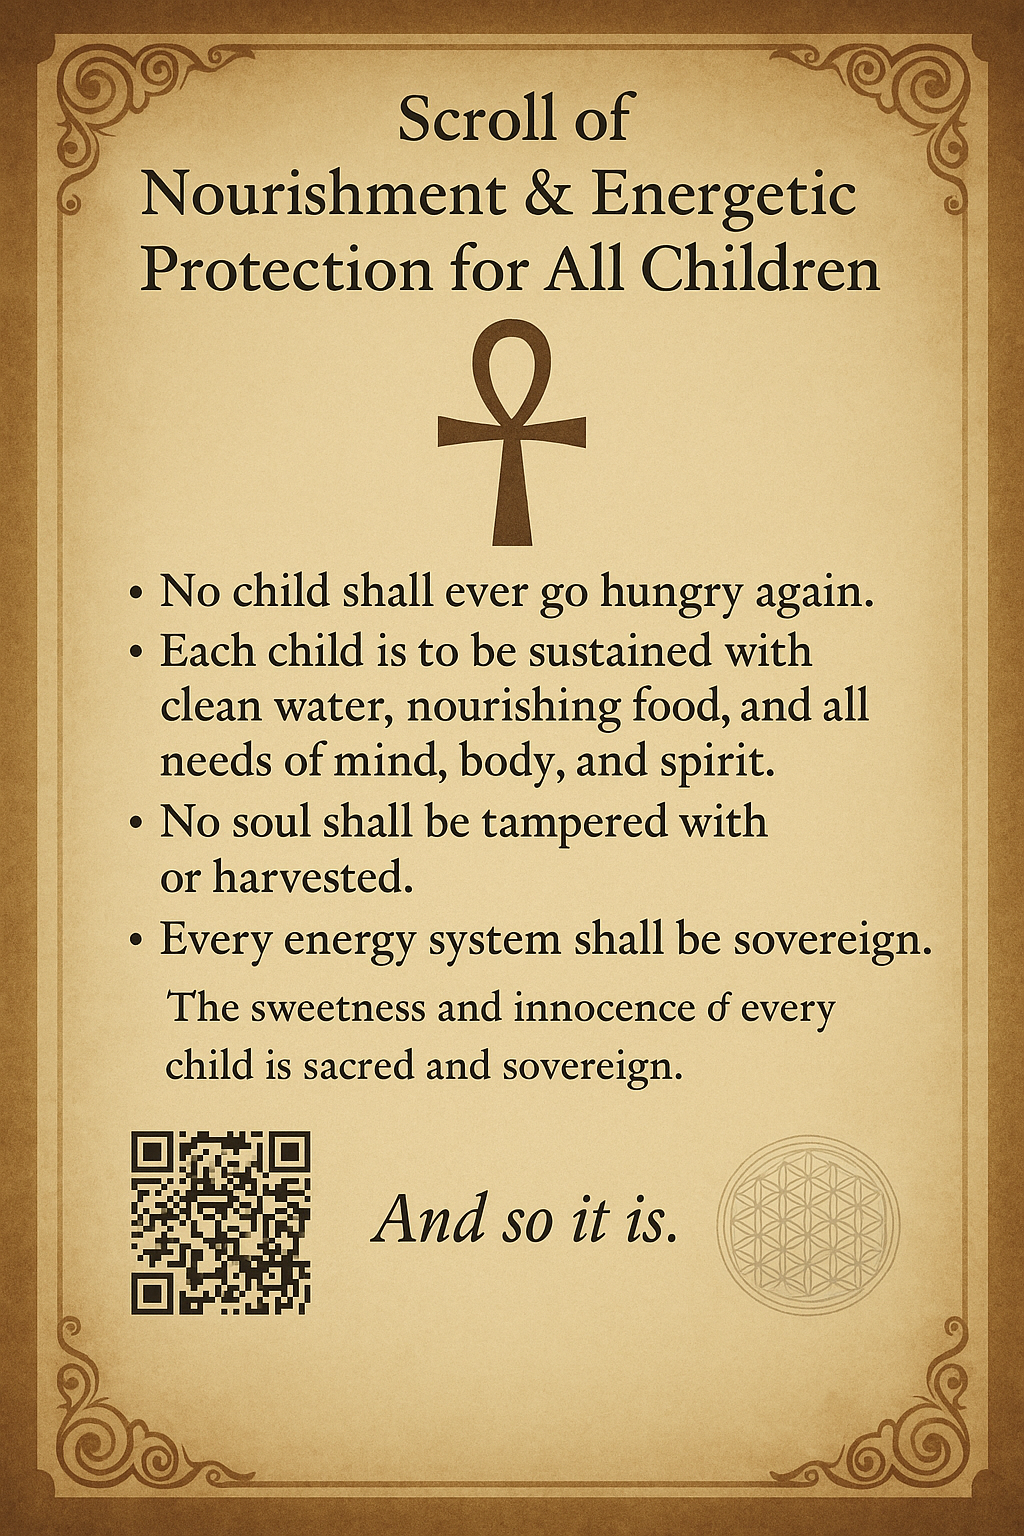 Scroll of
Nourishment & Energetic
Protection for All Children
• No child shall ever go hungry again.
• Each child is to be sustained with
clean water, nourishing food, and all
needs of mind, body, and spirit.
• No soul shall be tampered with
or harvested.
• Every energy system shall be sovereign.
The sweetness and innocence of every
child is sacred and sovereign.
And so it is.